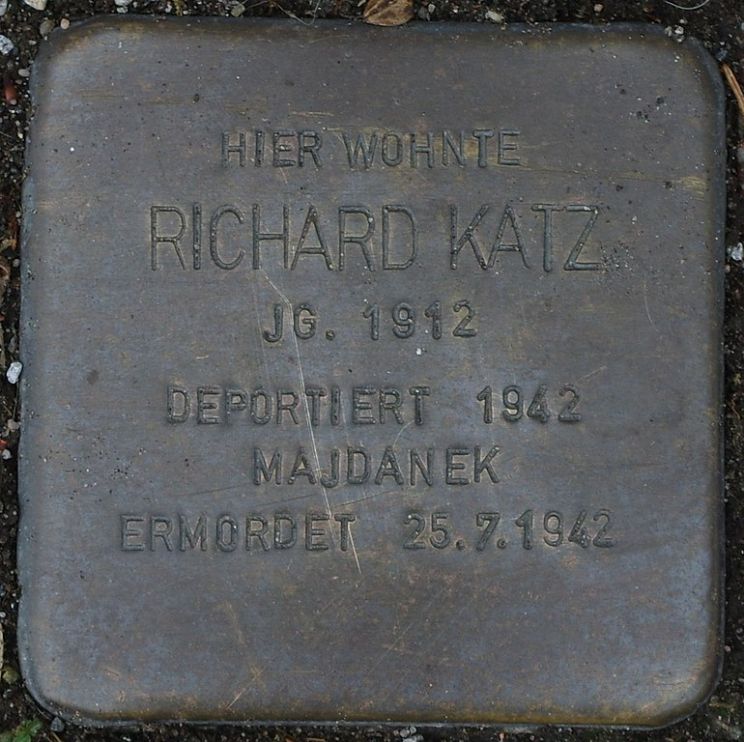 HIER WOHNTE
RICHARD KATZ
JG. 1912
DEPORTIERT 1942
MAJDANEK
ERMORDET 25.7.1942